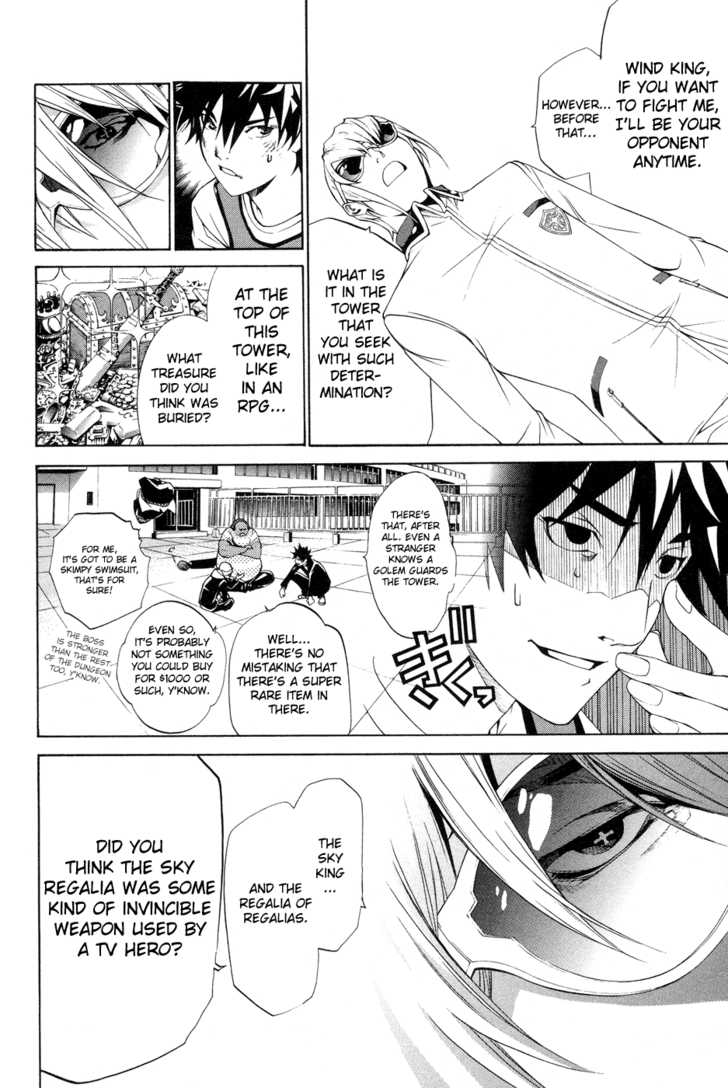 WIND KING,
IF YOU WANT
TO FIGHT ME,
I'LL BE YOUR
OPPONENT
ANYTIME.
HOWEVER...
BEFORE
THAT...
WHAT IS
IT IN THE
TOWER
THAT
YOU SEEK
WITH SUCH
DETER-
MINATION?
AT THE
TOP OF
THIS
TOWER,
LIKE
IN AN
RPG...
WHAT
TREASURE
DID YOU
THINK WAS
BURIED?
THERE'S
THAT, AFTER
ALL. EVEN A
STRANGER
KNOWS A
GOLEM GUARDS
THE TOWER.
ぎくっ
WELL...
THERE'S NO
MISTAKING THAT
THERE'S A SUPER
RARE ITEM IN
THERE.
EVEN SO,
IT'S PROBABLY
NOT SOMETHING
YOU COULD BUY
FOR $1000 OR
SUCH, Y'KNOW.
FOR ME,
IT'S GOT TO BE A
SKIMPY SWIMSUIT,
THAT'S FOR
SURE!
THE BOSS
IS STRONGER
THAN THE REST
OF THE DUNGEON
TOO, Y'KNOW.
THE
SKY
KING
...
AND THE
REGALIA OF
REGALIAS.
DID YOU
THINK THE SKY
REGALIA WAS SOME
KIND OF INVINCIBLE
WEAPON USED BY
A TV HERO?